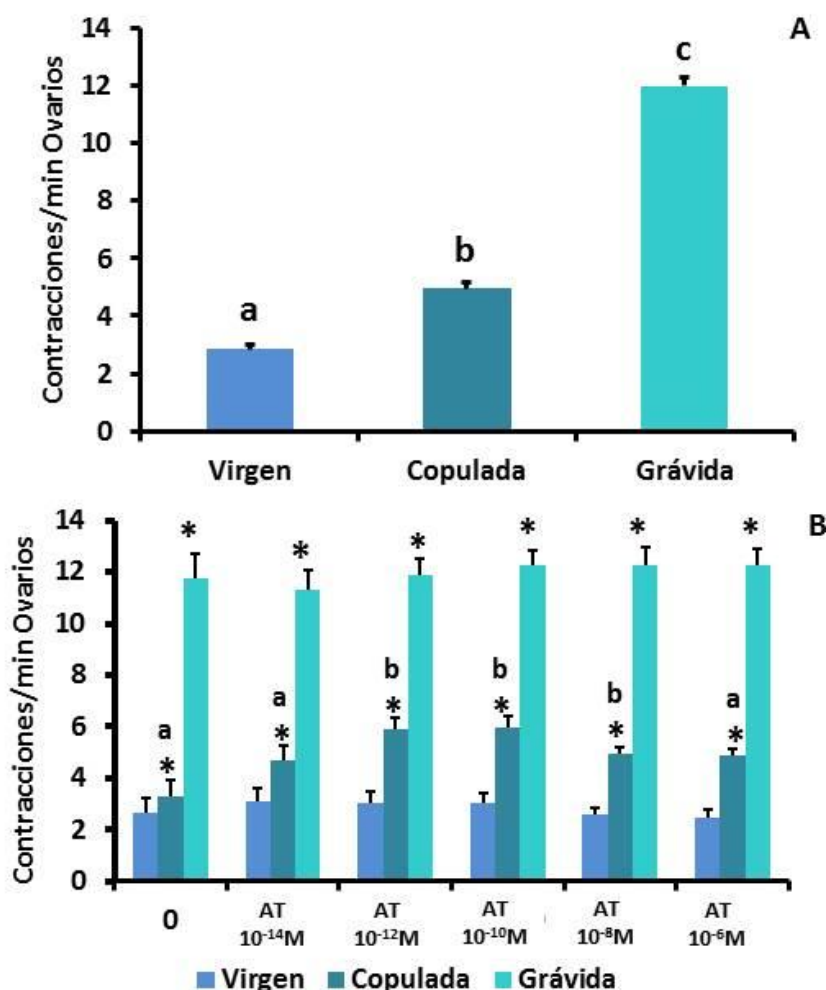 A
Contracciones/min Ovarios
14
12
10
8
6
4
2
0
a
b
c
Virgen Copulada Grávida
B
Contracciones/min Ovarios
14
12
10
8
6
4
2
0
* * * * * *
a a b b b a
* * * * * *
0 AT AT AT AT AT
10⁻¹⁴M 10⁻¹²M 10⁻¹⁰M 10⁻⁸M 10⁻⁶M
Virgen Copulada Grávida